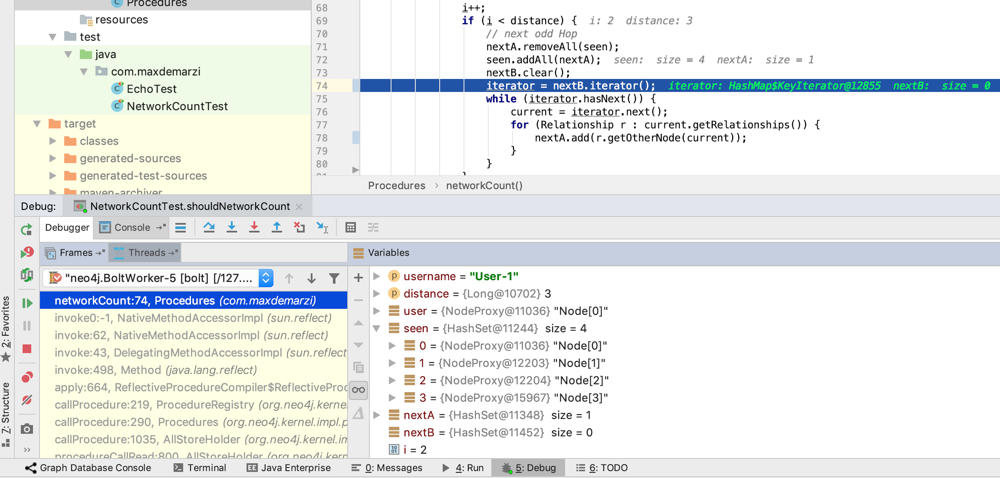 Procedures
resources
test
java
com.maxdemarzi
EchoTest
NetworkCountTest
target
classes
generated-sources
generated-test-sources
maven-archiver
68 i++;
69 if (i < distance) { i: 2 distance: 3
70 // next odd Hop
71 nextA.removeAll(seen);
72 seen.addAll(nextA); seen: size = 4 nextA: size = 1
73 nextB.clear();
74 iterator = nextB.iterator(); iterator: HashMap$KeyIterator@12855 nextB: size = 0
75 while (iterator.hasNext()) {
76 current = iterator.next();
77 for (Relationship r : current.getRelationships()) {
78 nextA.add(r.getOtherNode(current));
79 }
80 }
81 }
Procedures › networkCount()
Debug: NetworkCountTest.shouldNetworkCount ×
Debugger Console
Frames Threads
Variables
"neo4j.BoltWorker-5 [bolt] [/127....
networkCount:74, Procedures (com.maxdemarzi)
invoke0:-1, NativeMethodAccessorImpl (sun.reflect)
invoke:62, NativeMethodAccessorImpl (sun.reflect)
invoke:43, DelegatingMethodAccessorImpl (sun.reflect
invoke:498, Method (java.lang.reflect)
apply:664, ReflectiveProcedureCompiler$ReflectiveProc
callProcedure:219, ProcedureRegistry (org.neo4j.kernel
callProcedure:290, Procedures (org.neo4j.kernel.impl.p
callProcedure:1035, AllStoreHolder (org.neo4j.kernel.im
procedureCallRead:800, AllStoreHolder (org.neo4j.kern
p username = "User-1"
p distance = {Long@10702} 3
user = {NodeProxy@11036} "Node[0]"
seen = {HashSet@11244} size = 4
0 = {NodeProxy@11036} "Node[0]"
1 = {NodeProxy@12203} "Node[1]"
2 = {NodeProxy@12204} "Node[2]"
3 = {NodeProxy@15967} "Node[3]"
nextA = {HashSet@11348} size = 1
nextB = {HashSet@11452} size = 0
i = 2
2: Favorites
7: Structure
Graph Database Console Terminal Java Enterprise 0: Messages 4: Run 5: Debug 6: TODO